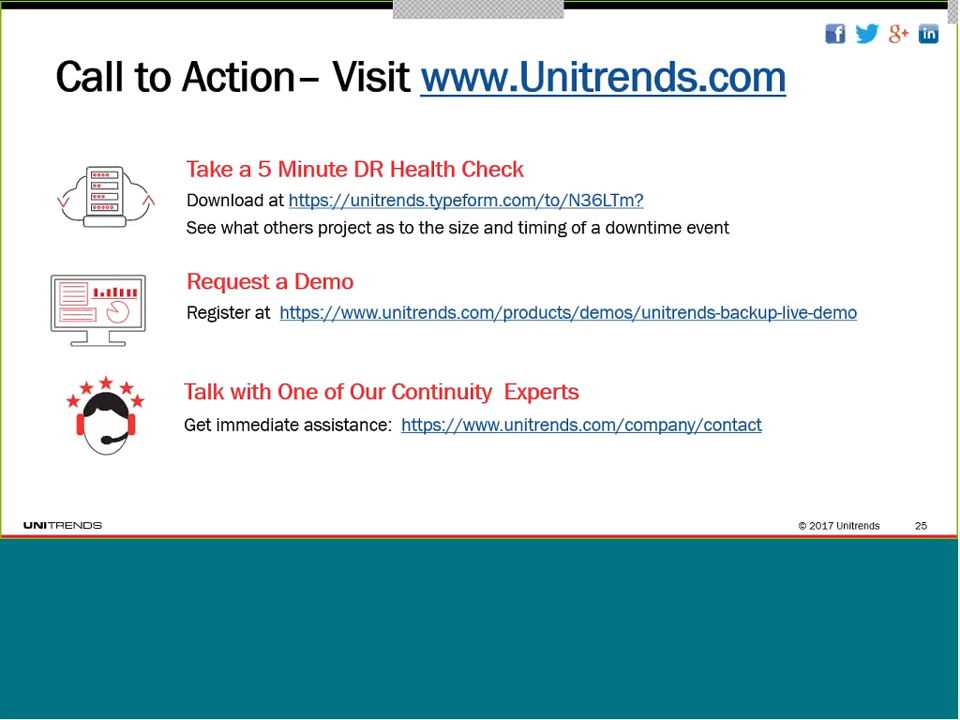 Call to Action– Visit www.Unitrends.com
Take a 5 Minute DR Health Check
Download at https://unitrends.typeform.com/to/N36LTm?
See what others project as to the size and timing of a downtime event
Request a Demo
Register at https://www.unitrends.com/products/demos/unitrends-backup-live-demo
Talk with One of Our Continuity Experts
Get immediate assistance: https://www.unitrends.com/company/contact
UNITRENDS
© 2017 Unitrends 25